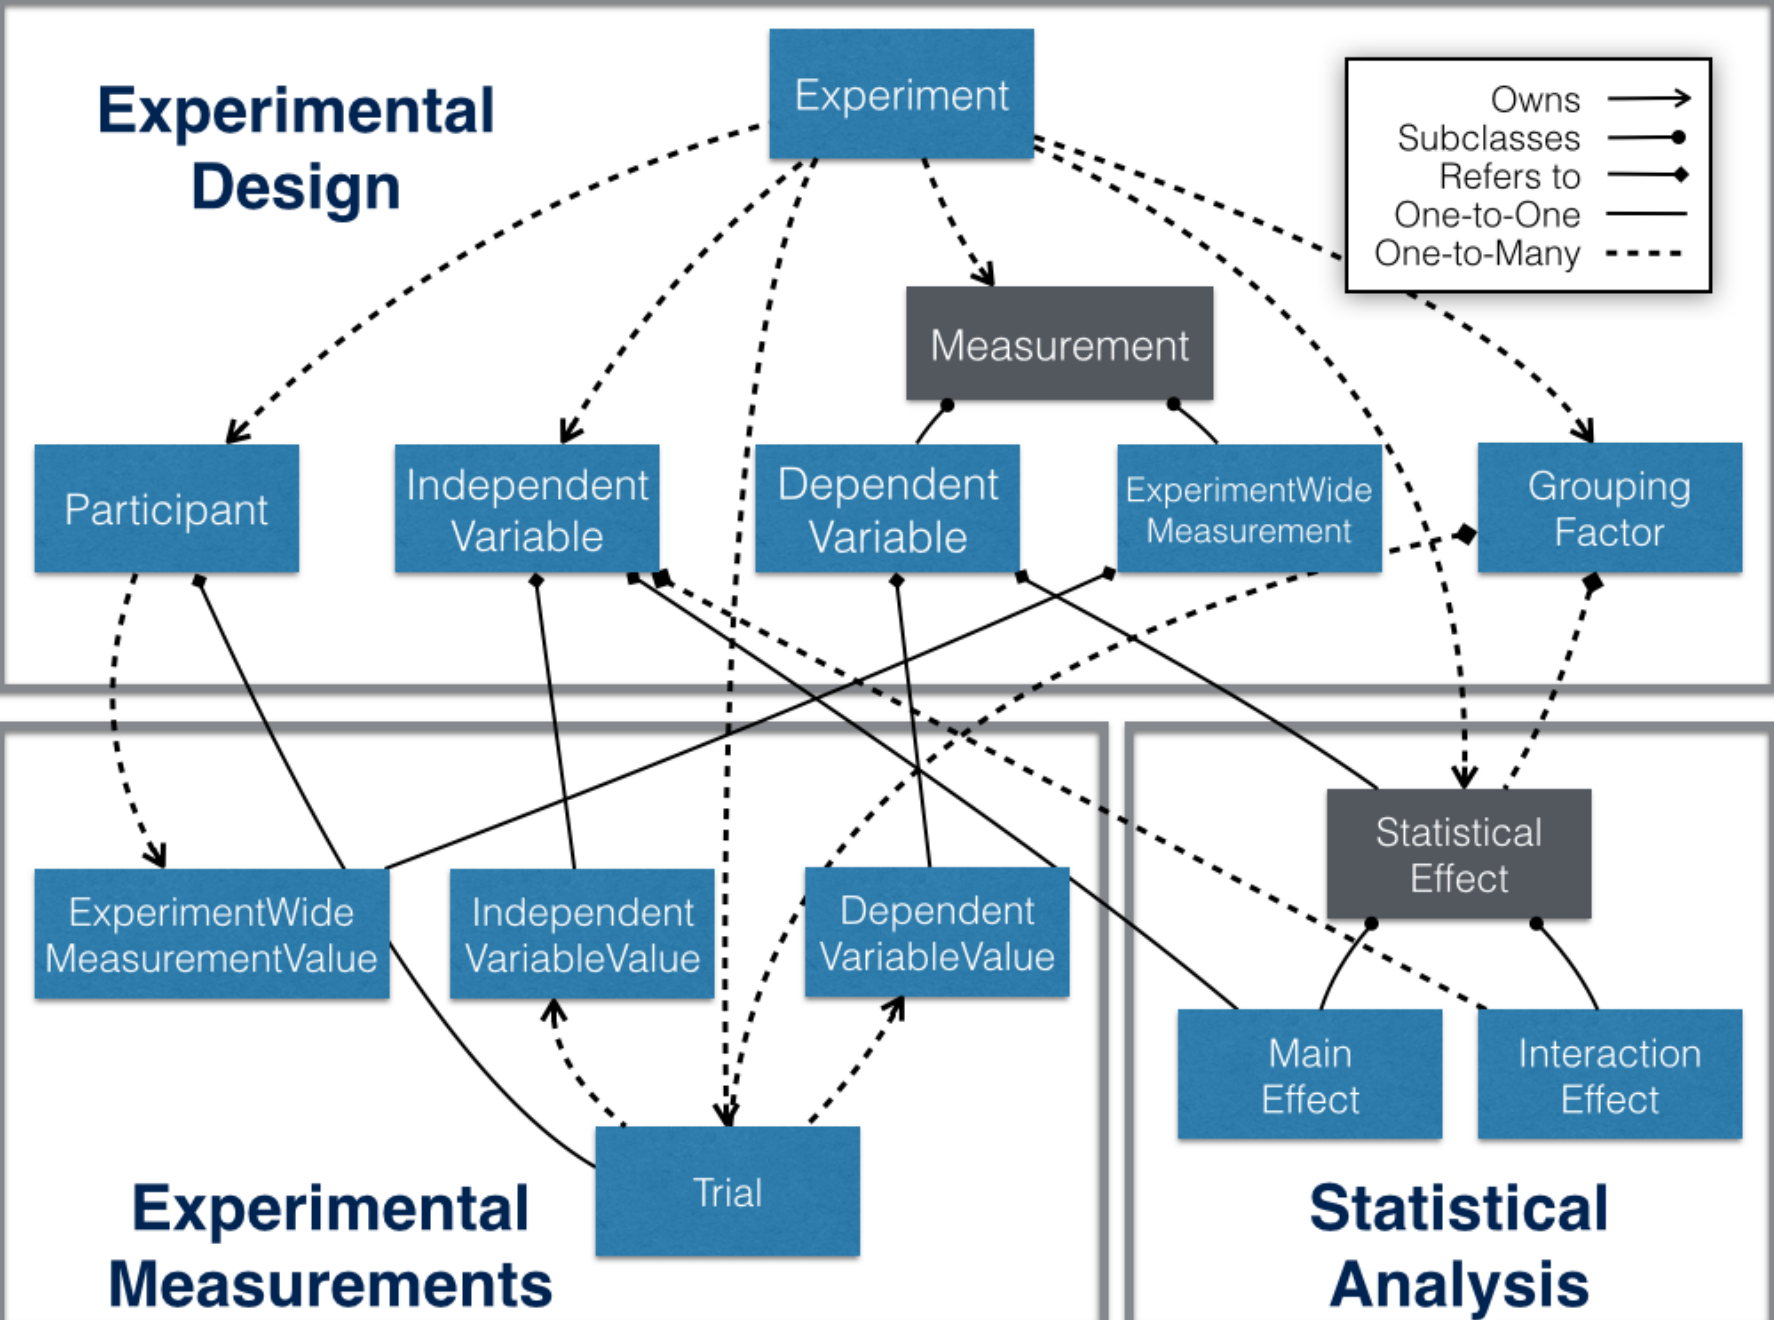 Experimental
Design
Experiment
Owns
Subclasses
Refers to
One-to-One
One-to-Many
Measurement
Participant
Independent
Variable
Dependent
Variable
ExperimentWide
Measurement
Grouping
Factor
Statistical
Effect
ExperimentWide
MeasurementValue
Independent
VariableValue
Dependent
VariableValue
Main
Effect
Interaction
Effect
Trial
Experimental
Measurements
Statistical
Analysis